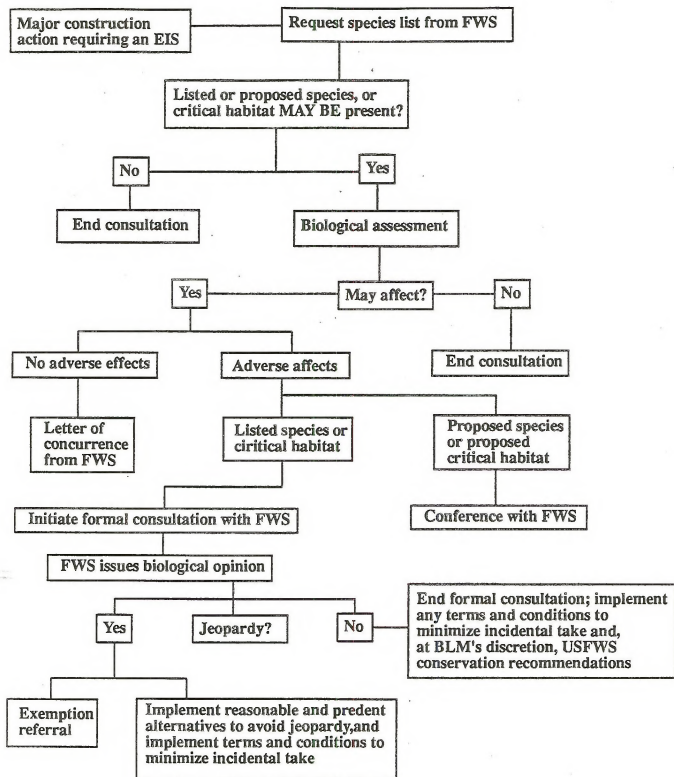 Major construction
action requiring an EIS
Request species list from FWS
Listed or proposed species, or
critical habitat MAY BE present?
No
Yes
End consultation
Biological assessment
Yes
May affect?
No
No adverse effects
Adverse affects
End consultation
Letter of
concurrence
from FWS
Listed species or
ciritical habitat
Proposed species
or proposed
critical habitat
Initiate formal consultation with FWS
Conference with FWS
FWS issues biological opinion
Yes
Jeopardy?
No
End formal consultation; implement
any terms and conditions to
minimize incidental take and,
at BLM's discretion, USFWS
conservation recommendations
Exemption
referral
Implement reasonable and predent
alternatives to avoid jeopardy,and
implement terms and conditions to
minimize incidental take